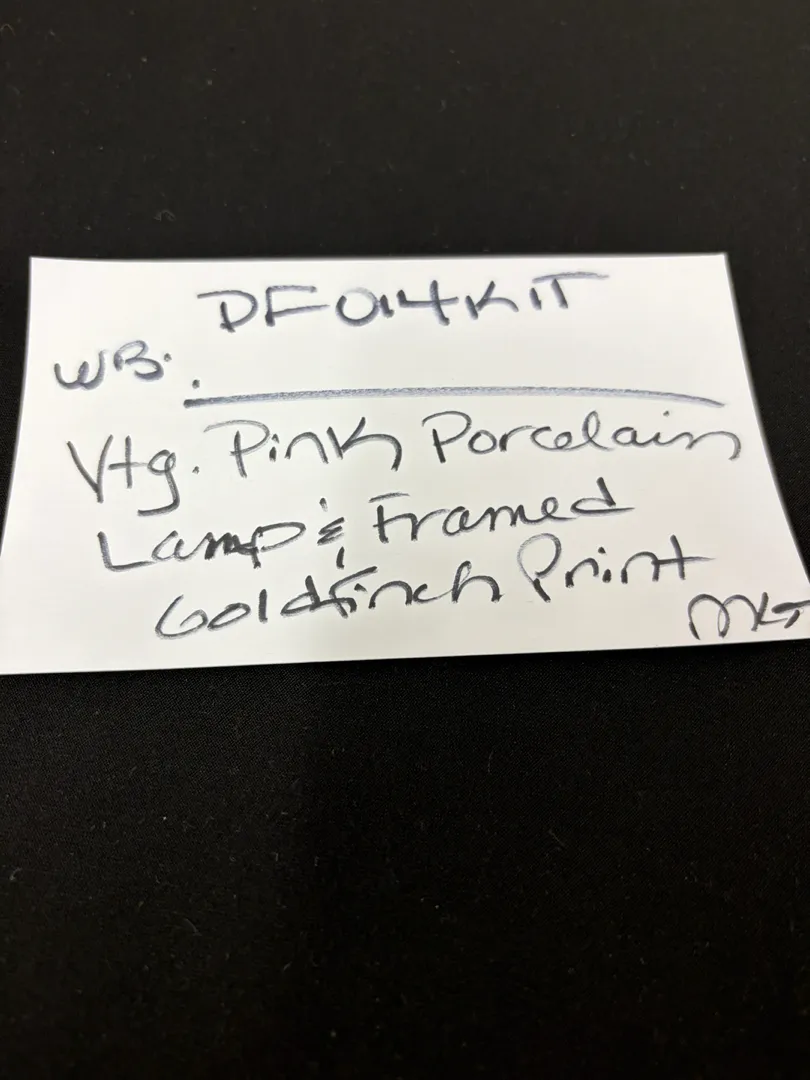 DF014KIT
WB. .
Vtg. Pink Porcelain
Lamp & Framed
Goldfinch Print